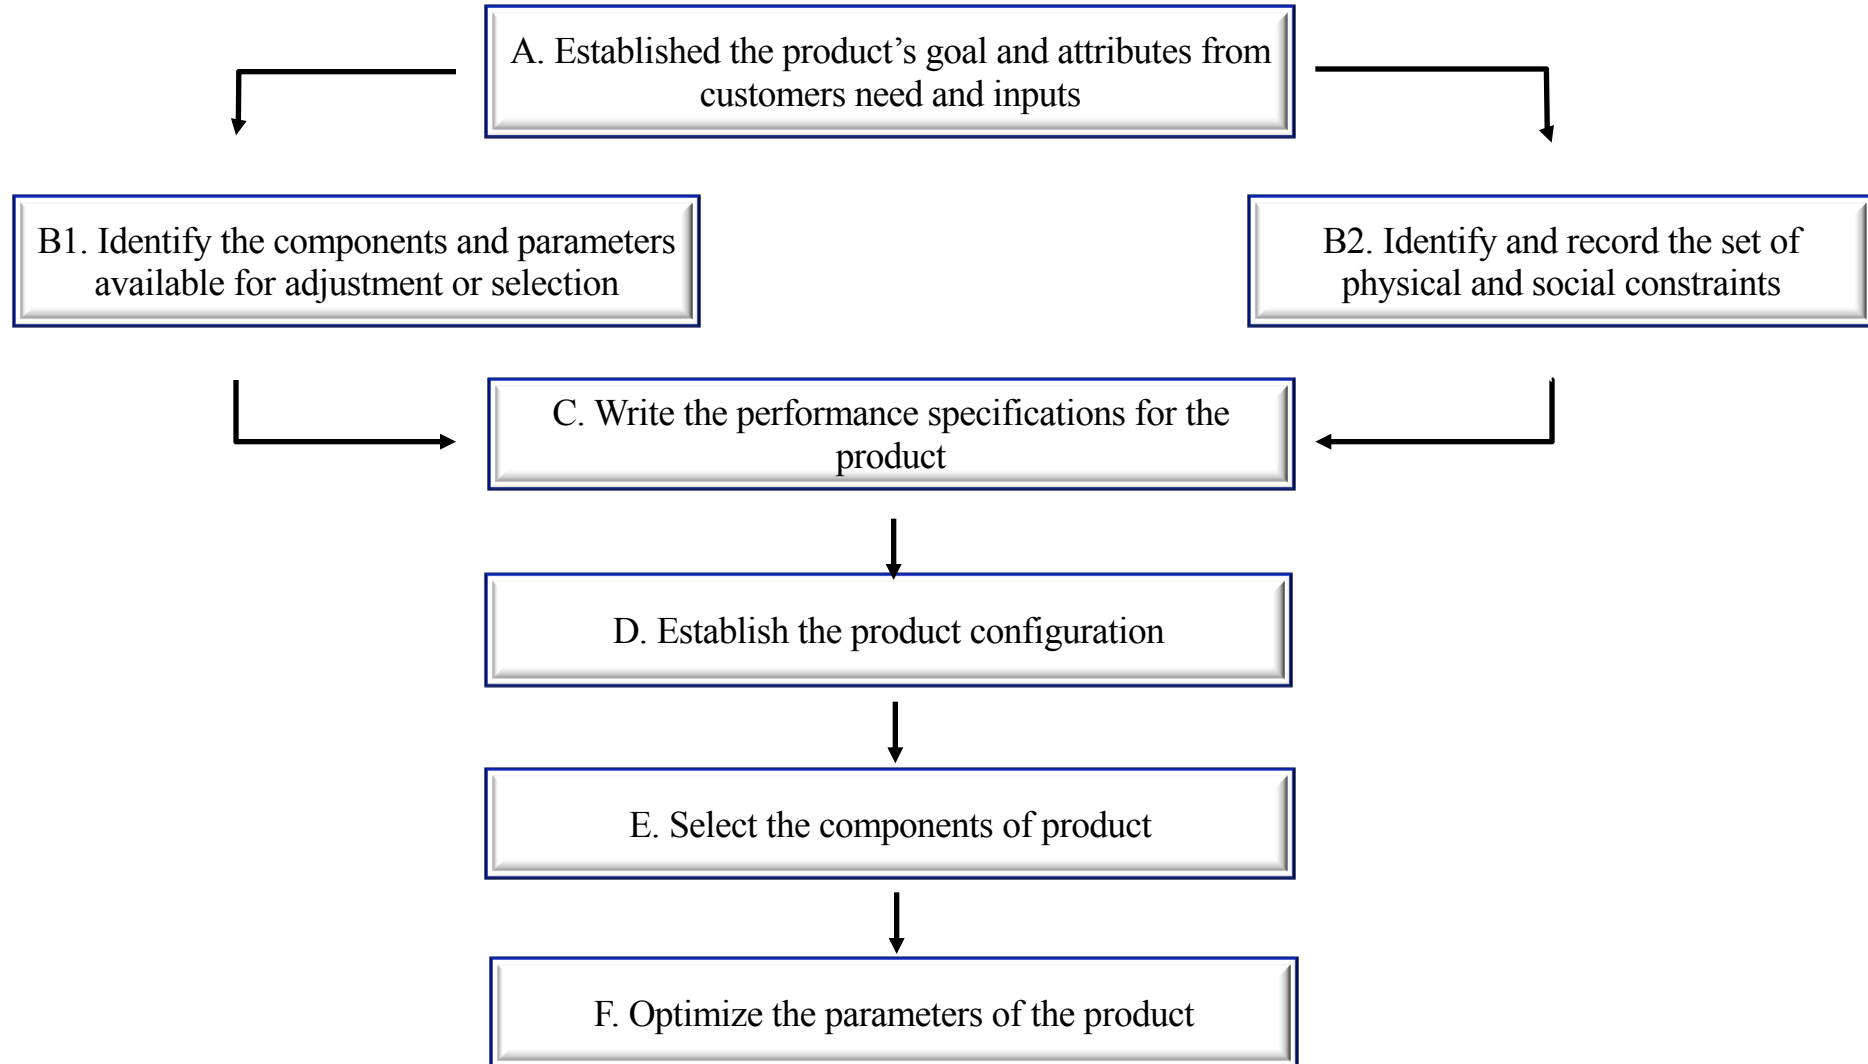 A. Established the product’s goal and attributes from
customers need and inputs
B1. Identify the components and parameters
available for adjustment or selection
B2. Identify and record the set of
physical and social constraints
C. Write the performance specifications for the
product
D. Establish the product configuration
E. Select the components of product
F. Optimize the parameters of the product